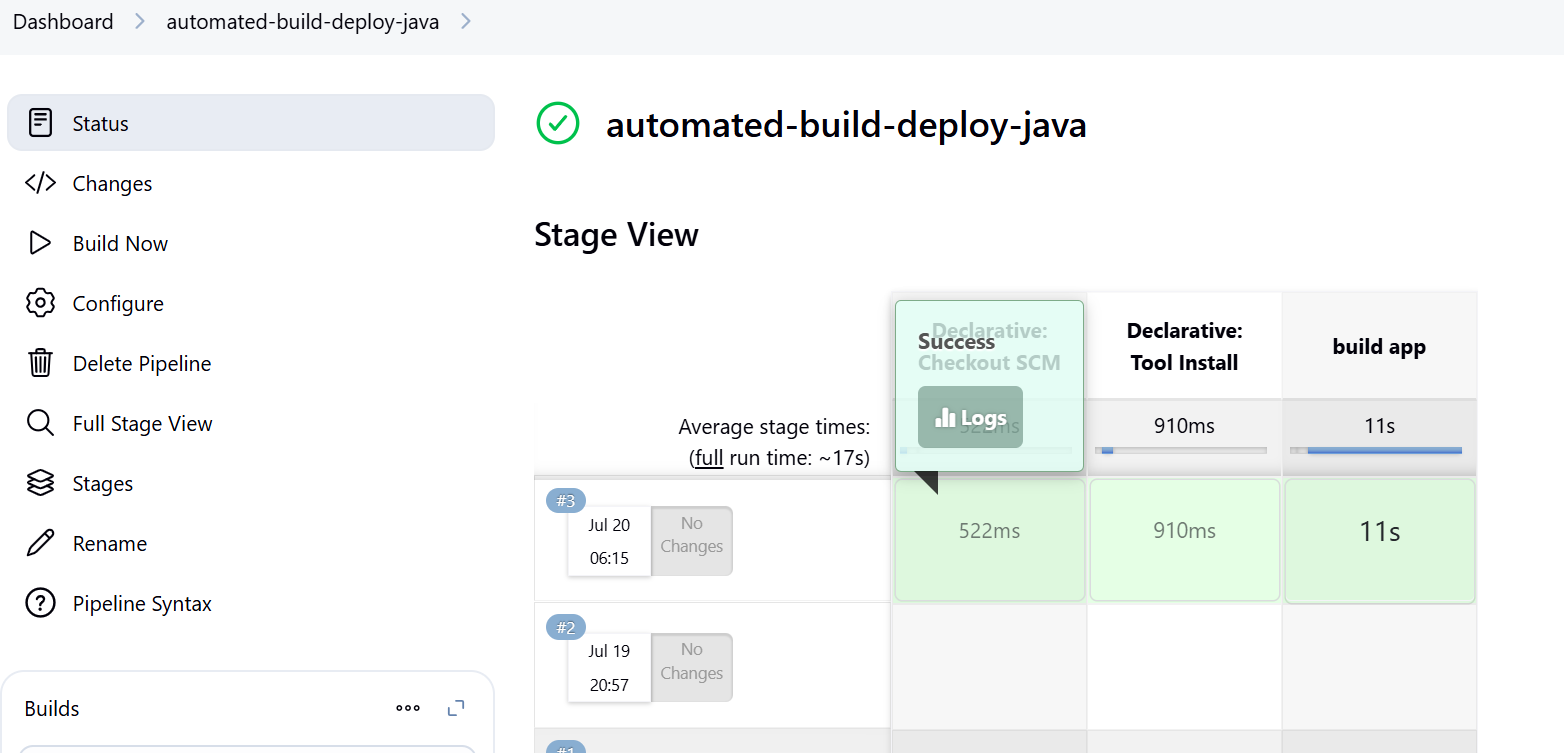 Dashboard > automated-build-deploy-java >
Status
Changes
Build Now
Configure
Delete Pipeline
Full Stage View
Stages
Rename
Pipeline Syntax
Builds
automated-build-deploy-java
Stage View
Declarative:
Checkout SCM
Success
Logs
Declarative:
Tool Install
build app
Average stage times:
(full run time: ~17s)
522ms
910ms
11s
#3
Jul 20
06:15
No
Changes
522ms
910ms
11s
#2
Jul 19
20:57
No
Changes
#1